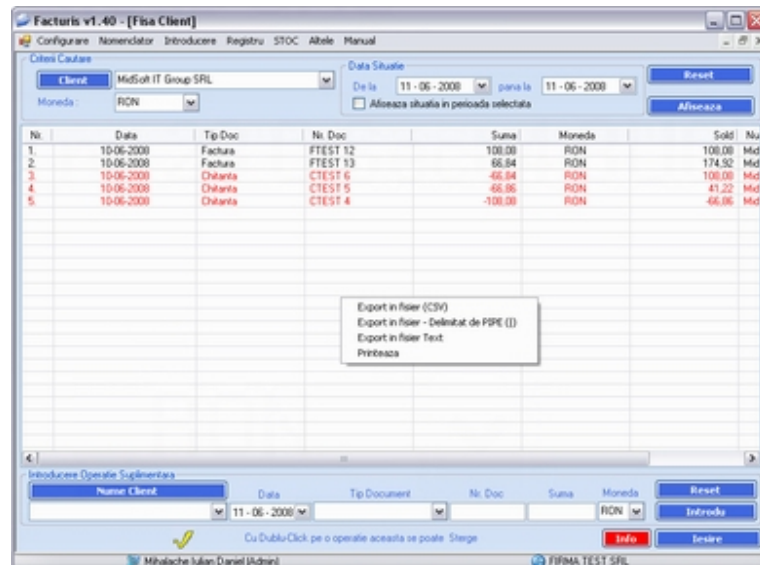 Facturis v1.40 - [Fisa Client]
Configurare Nomenclator Introducere Registru STOC Altele Manual
Criterii Cautare
Data Situatie
Client MidSoft IT Group SRL
De la 11 - 06 - 2008 pana la 11 - 06 - 2008
Reset
Moneda : RON
Afiseaza situatia in perioada selectata
Afiseaza
Nr. Data Tip Doc Nr. Doc Suma Moneda Sold Nu
1. 10-06-2008 Factura FTEST 12 108,08 RON 108,08 Mid
2. 10-06-2008 Factura FTEST 13 66,84 RON 174,92 Mid
3. 10-06-2008 Chitanta CTEST 6 -66,84 RON 108,08 Mid
4. 10-06-2008 Chitanta CTEST 5 -66,86 RON 41,22 Mid
5. 10-06-2008 Chitanta CTEST 4 -108,08 RON -66,86 Mid
Export in fisier (CSV)
Export in fisier - Delimitat de PIPE (|)
Export in fisier Text
Printeaza
Introducere Operatie Suplimentara
Nume Client Data Tip Document Nr. Doc Suma Moneda Reset
11 - 06 - 2008 RON Introdu
Cu Dublu-Click pe o operatie aceasta se poate Sterge Info Iesire
Mihalache Iulian Daniel [Admin] FIRMA TEST SRL